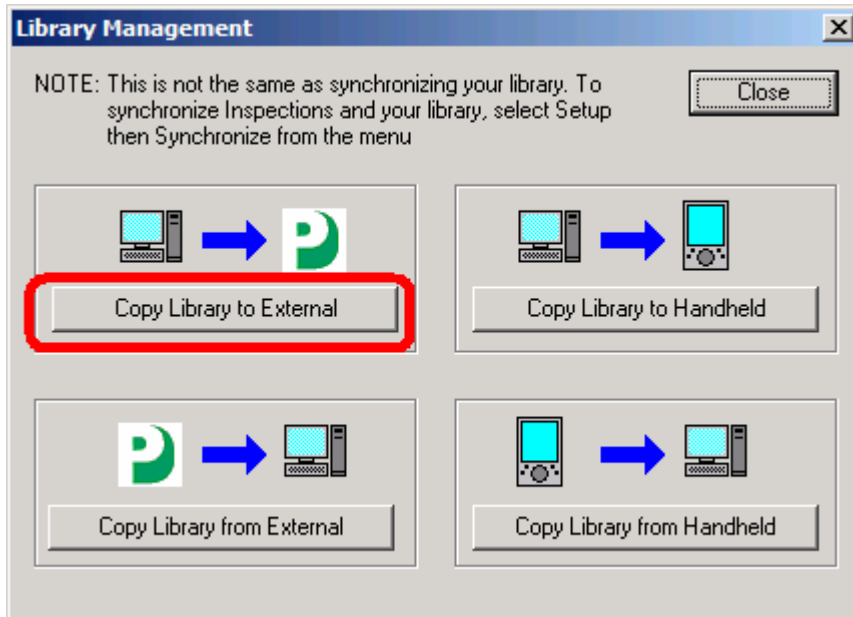 Library Management
NOTE: This is not the same as synchronizing your library. To
synchronize Inspections and your library, select Setup
then Synchronize from the menu
Close
Copy Library to External
Copy Library to Handheld
Copy Library from External
Copy Library from Handheld